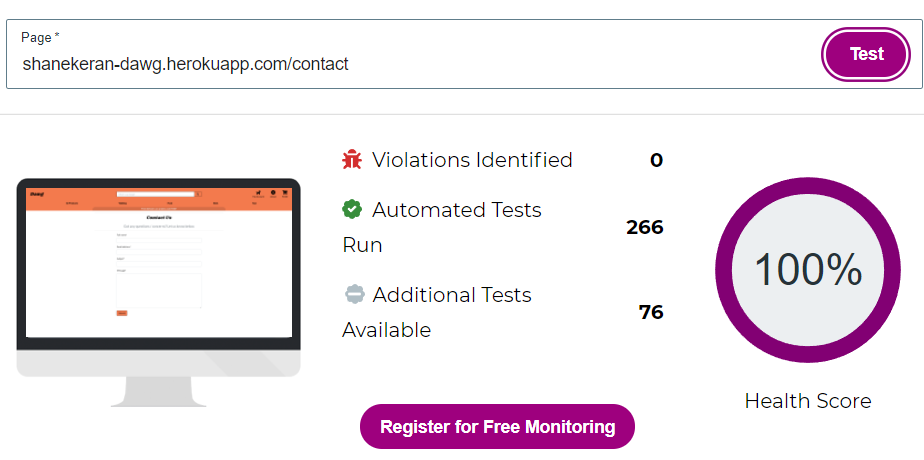 Page *
shanekeran-dawg.herokuapp.com/contact
Test
Violations Identified
0
Automated Tests
Run
266
Additional Tests
Available
76
100%
Health Score
Register for Free Monitoring
Contact Us